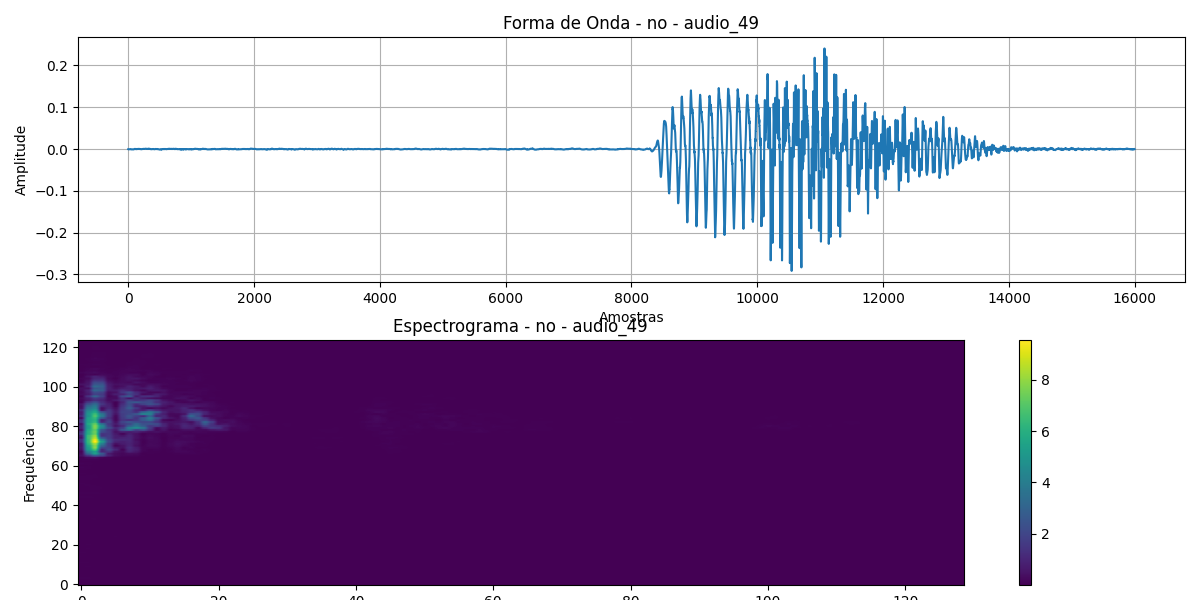 Forma de Onda - no - audio_49
Amplitude
0.2
0.1
0.0
−0.1
−0.2
−0.3
0 2000 4000 6000 8000 10000 12000 14000 16000
Amostras
Espectrograma - no - audio_49
Frequência
120
100
80
60
40
20
0
0 20 40 60 80 100 120
8
6
4
2